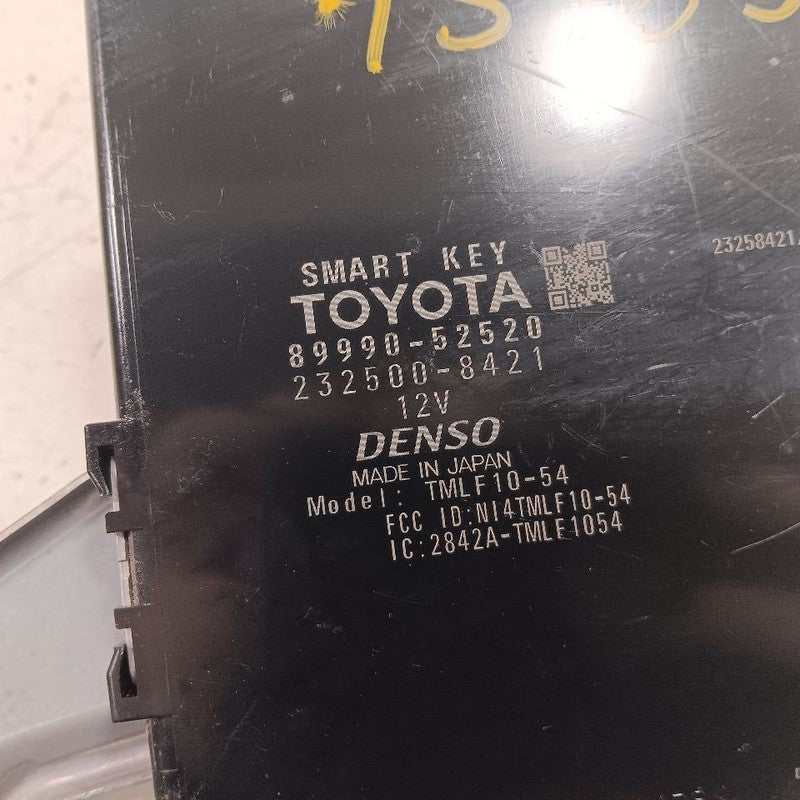 SMART KEY
TOYOTA
89990-52520
232500-8421
12V
DENSO
MADE IN JAPAN
Model: TMLF10-54
FCC ID:NI4TMLF10-54
IC:2842A-TMLF1054
23258421